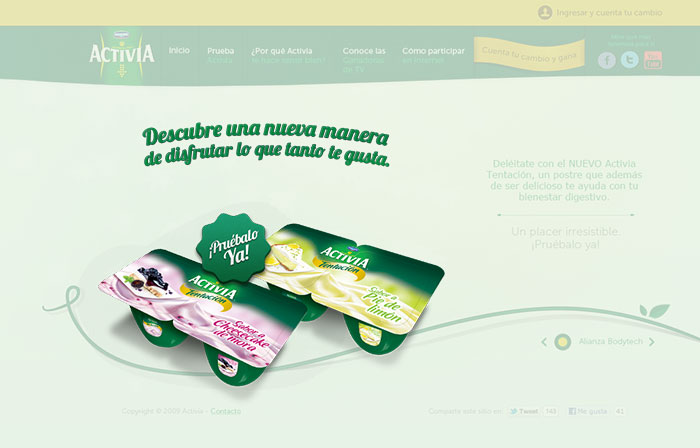 Ingresar y cuenta tu cambio
ACTIVIA
Inicio
Prueba
Activia
¿Por qué Activia
te hace sentir bien?
Conoce las
Ganadoras
de TV
Cómo participar
en internet
Cuenta tu cambio y gana
Descubre una nueva manera
de disfrutar lo que tanto te gusta.
Deléitate con el NUEVO Activia
Tentación, un postre que además
de ser delicioso te ayuda con tu
bienestar digestivo.
Un placer irresistible.
¡Pruébalo ya!
¡Pruébalo
Ya!
ACTIVIA
Tentación
Sabor a
Pie de
limón
ACTIVIA
Tentación
Sabor a
Cheesecake
de mora
Alianza Bodytech
Copyright © 2009 Activia - Contacto
Comparte este sitio en:
Tweet
Me gusta